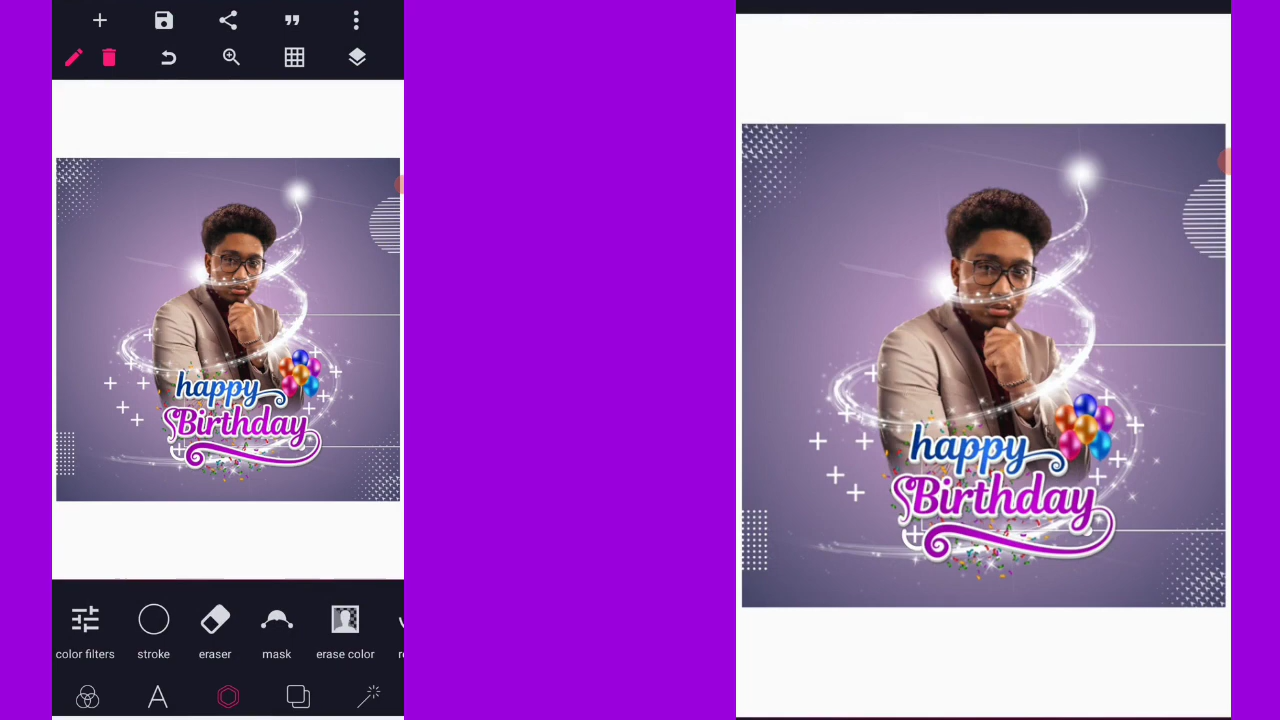 happy
Birthday
color filters
stroke
eraser
mask
erase color
happy
Birthday